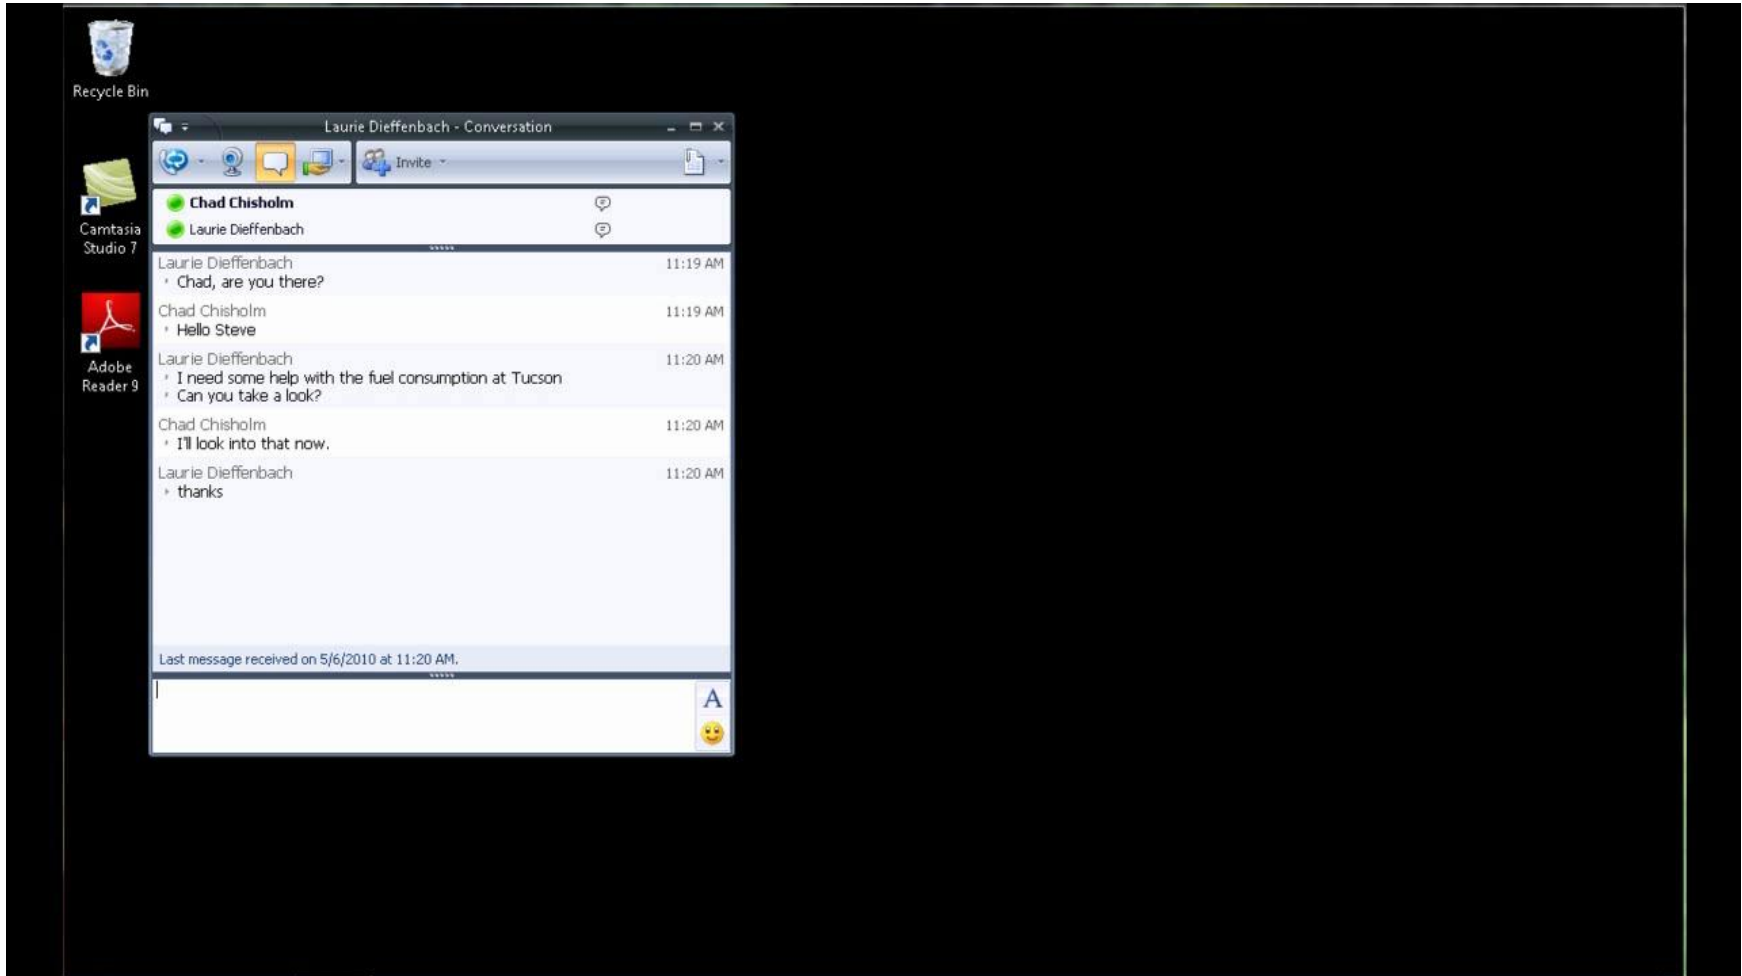 Recycle Bin
Laurie Dieffenbach - Conversation
Invite
Chad Chisholm
Laurie Dieffenbach
Camtasia
Studio 7
Laurie Dieffenbach 11:19 AM
Chad, are you there?
Chad Chisholm 11:19 AM
Hello Steve
Adobe
Reader 9
Laurie Dieffenbach 11:20 AM
I need some help with the fuel consumption at Tucson
Can you take a look?
Chad Chisholm 11:20 AM
I'll look into that now.
Laurie Dieffenbach 11:20 AM
thanks
Last message received on 5/6/2010 at 11:20 AM.
A